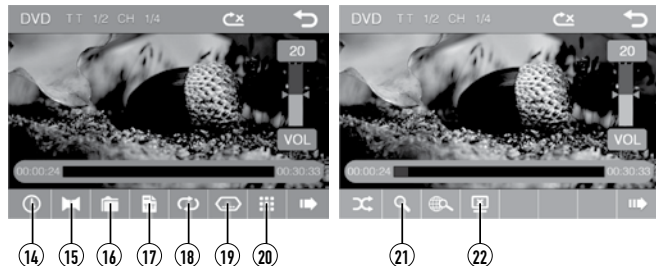 DVD TT 1/2 CH 1/4
20
VOL
00:00:24 00:30:33
14 15 16 17 18 19 20
DVD TT 1/2 CH 1/4
20
VOL
00:00:24 00:30:33
21 22